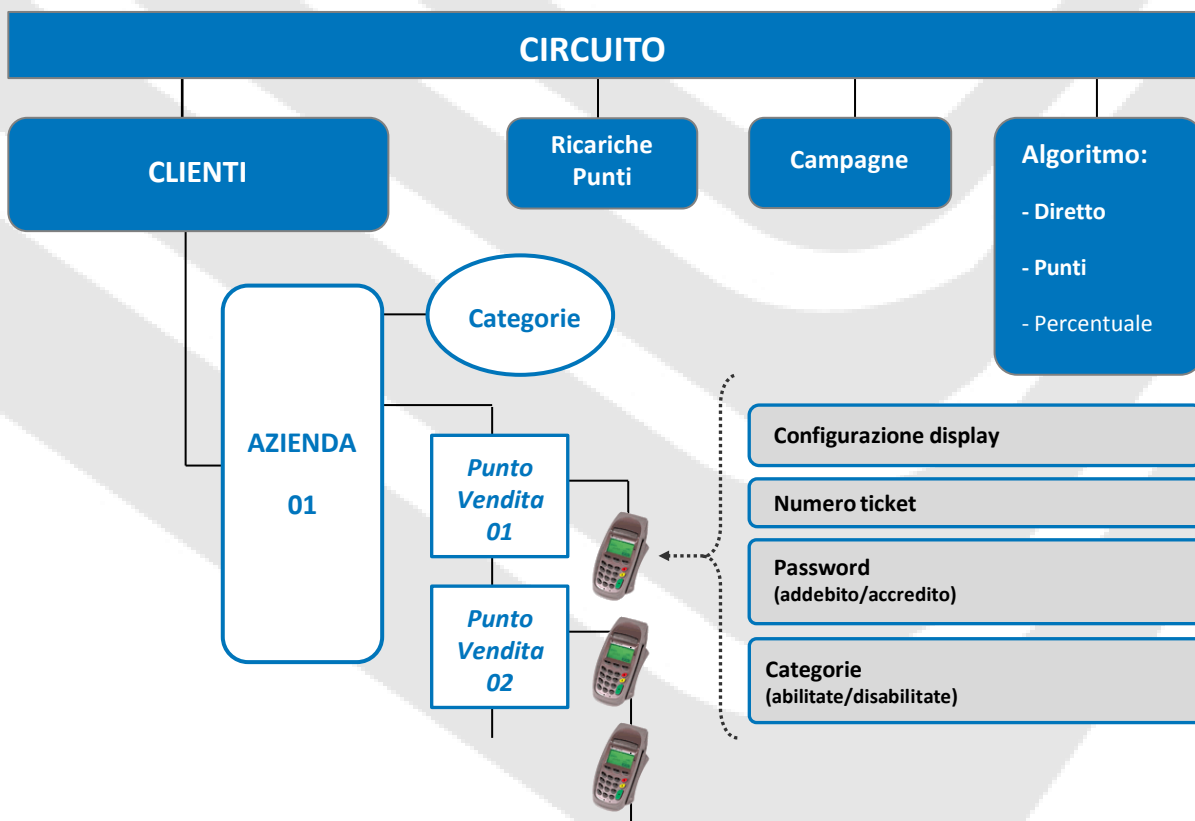 CIRCUITO
CLIENTI
Ricariche
Punti
Campagne
Algoritmo:
- Diretto
- Punti
- Percentuale
Categorie
AZIENDA
01
Punto
Vendita
01
Punto
Vendita
02
Configurazione display
Numero ticket
Password
(addebito/accredito)
Categorie
(abilitate/disabilitate)